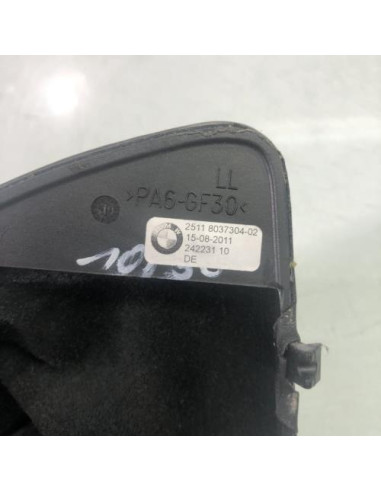 LL
>PA6-GF30<
2511 8037304-02
15-08-2011
242231 10
DE